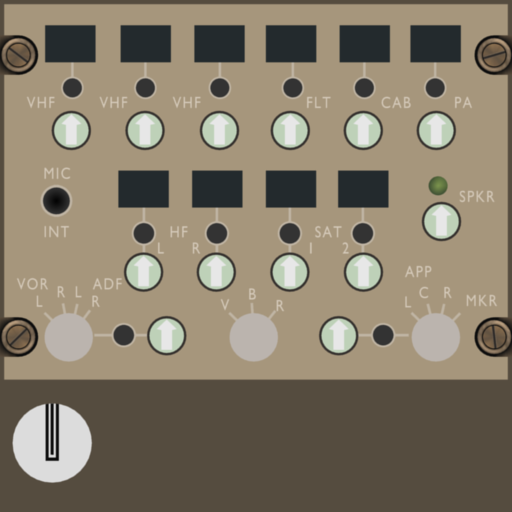 VHF VHF VHF FLT CAB PA
MIC
SPKR
INT
HF SAT
L R 1 2
APP
VOR ADF
L R L R
V B R
L C R MKR